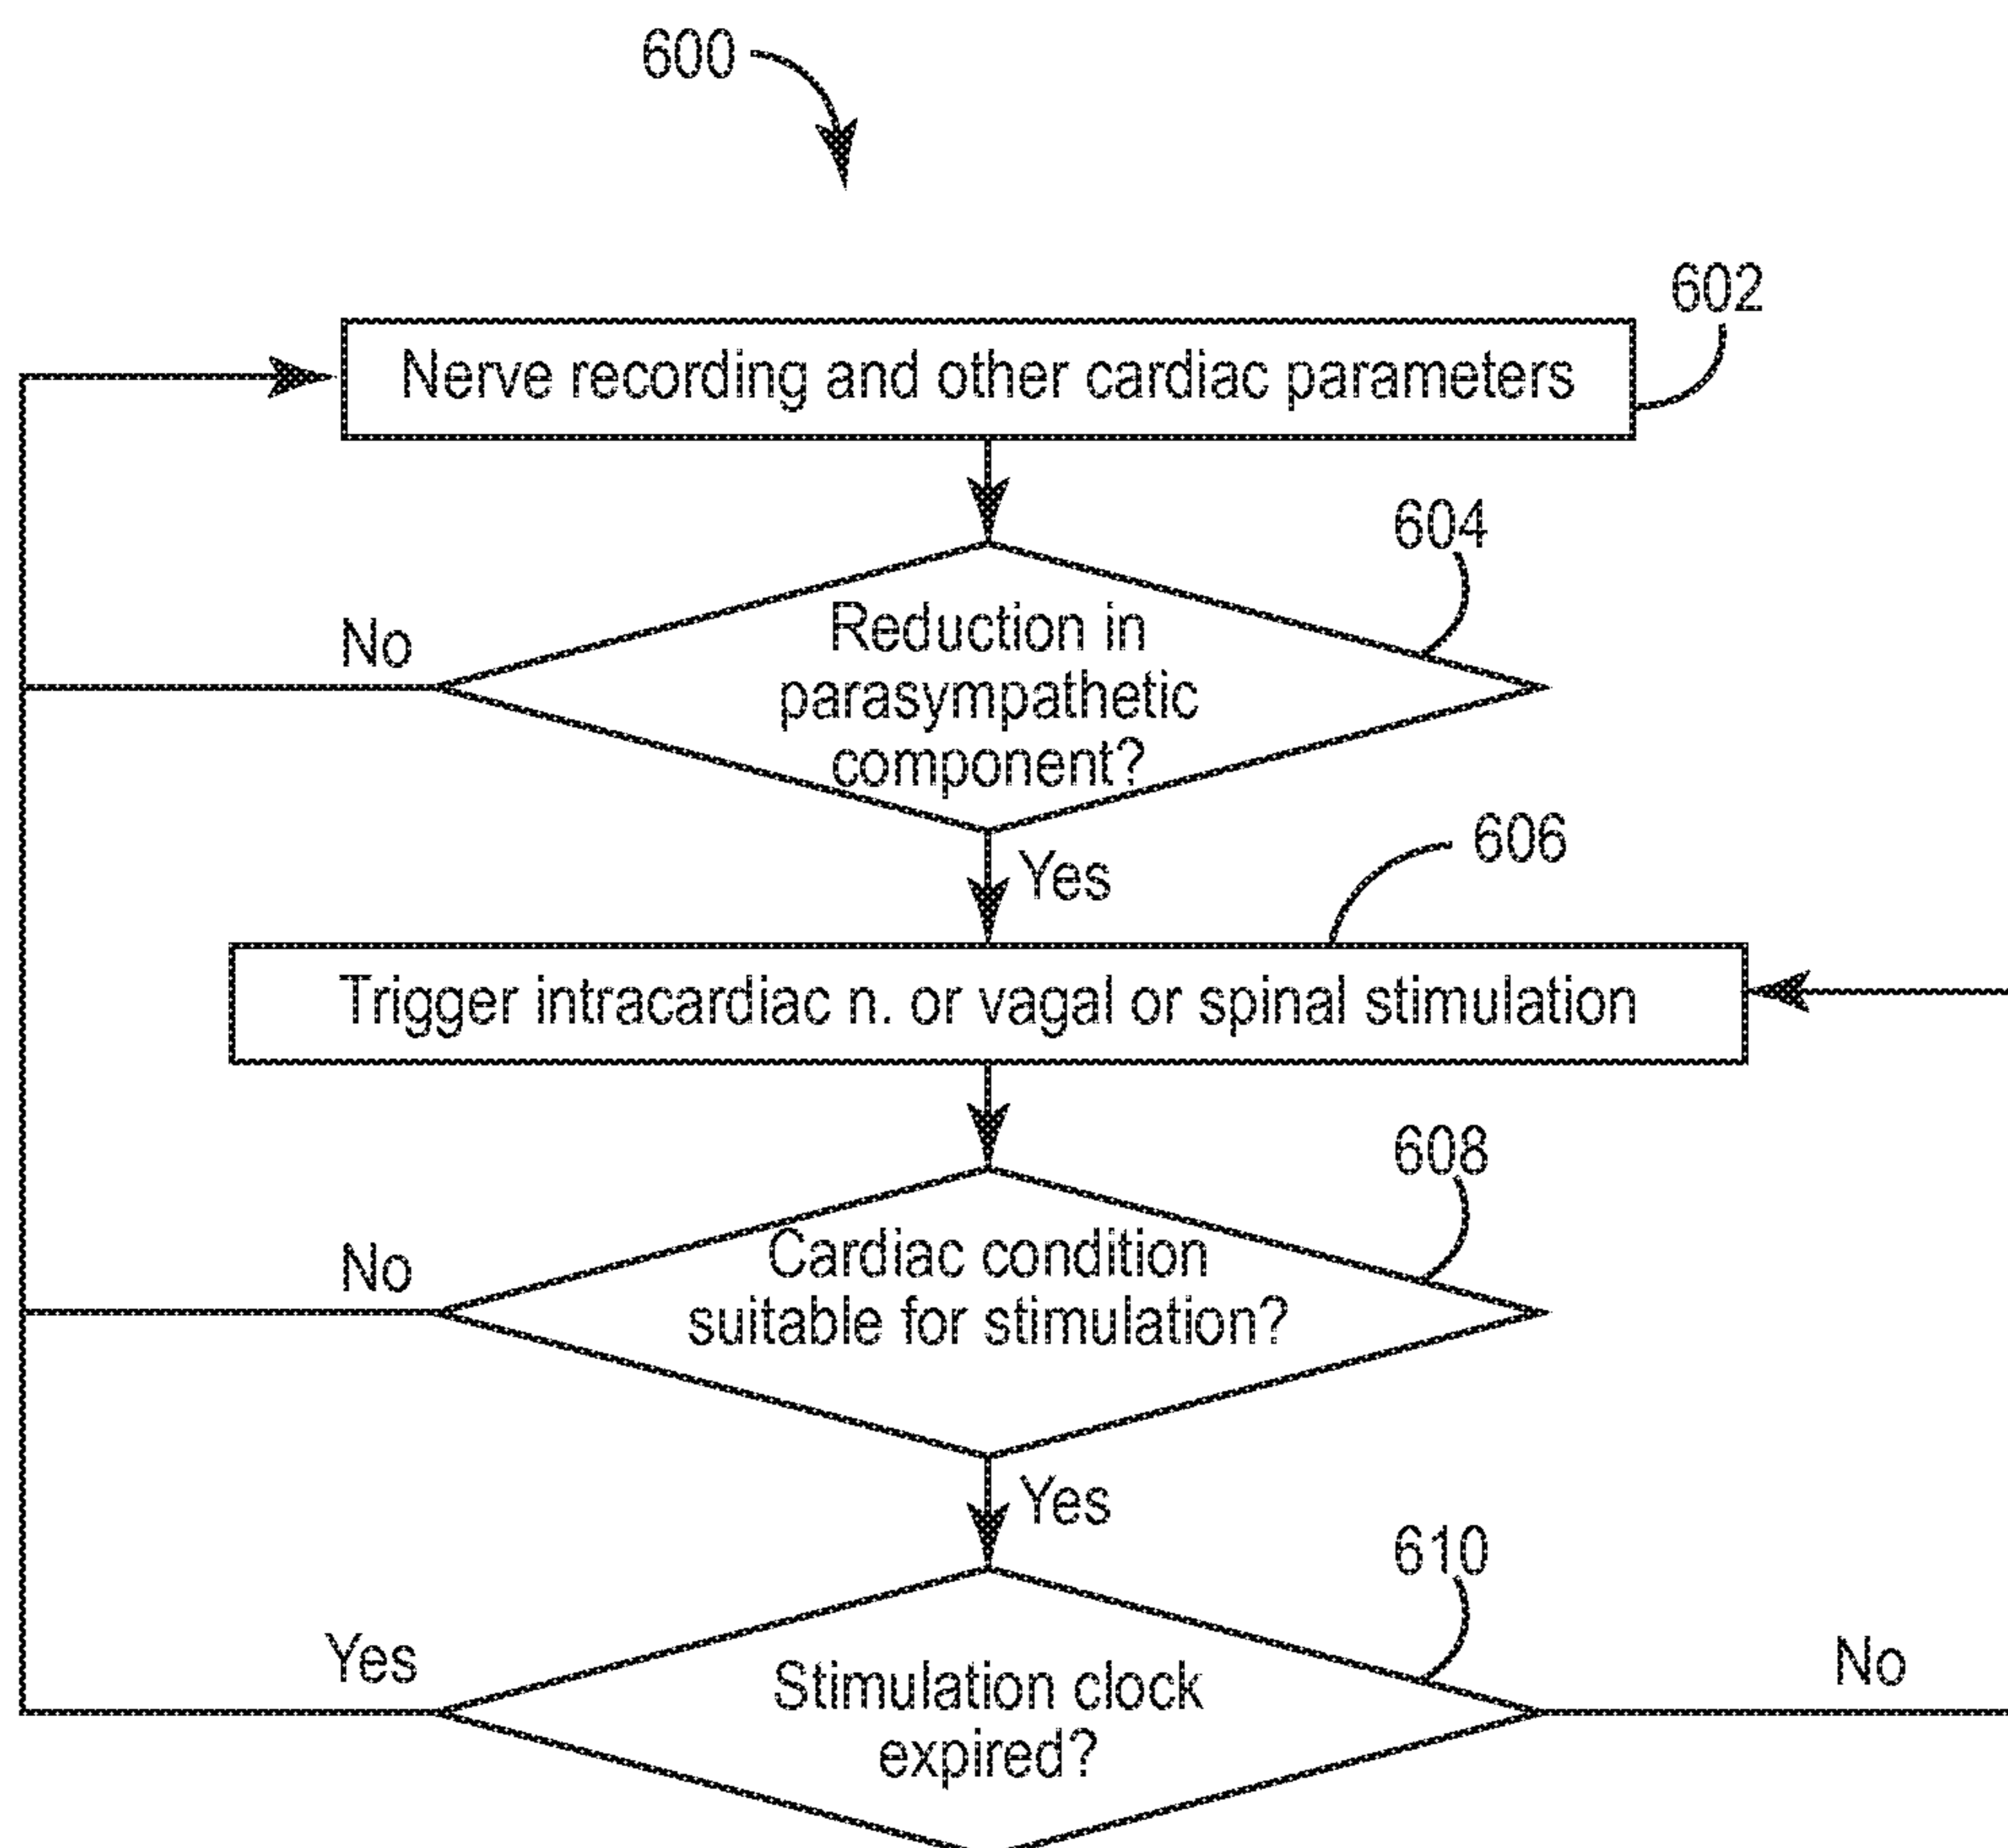 600
602
Nerve recording and other cardiac parameters
604
No
Reduction in
parasympathetic
component?
606
Yes
Trigger intracardiac n. or vagal or spinal stimulation
608
No
Cardiac condition
suitable for stimulation?
Yes
610
Yes
No
Stimulation clock
expired?